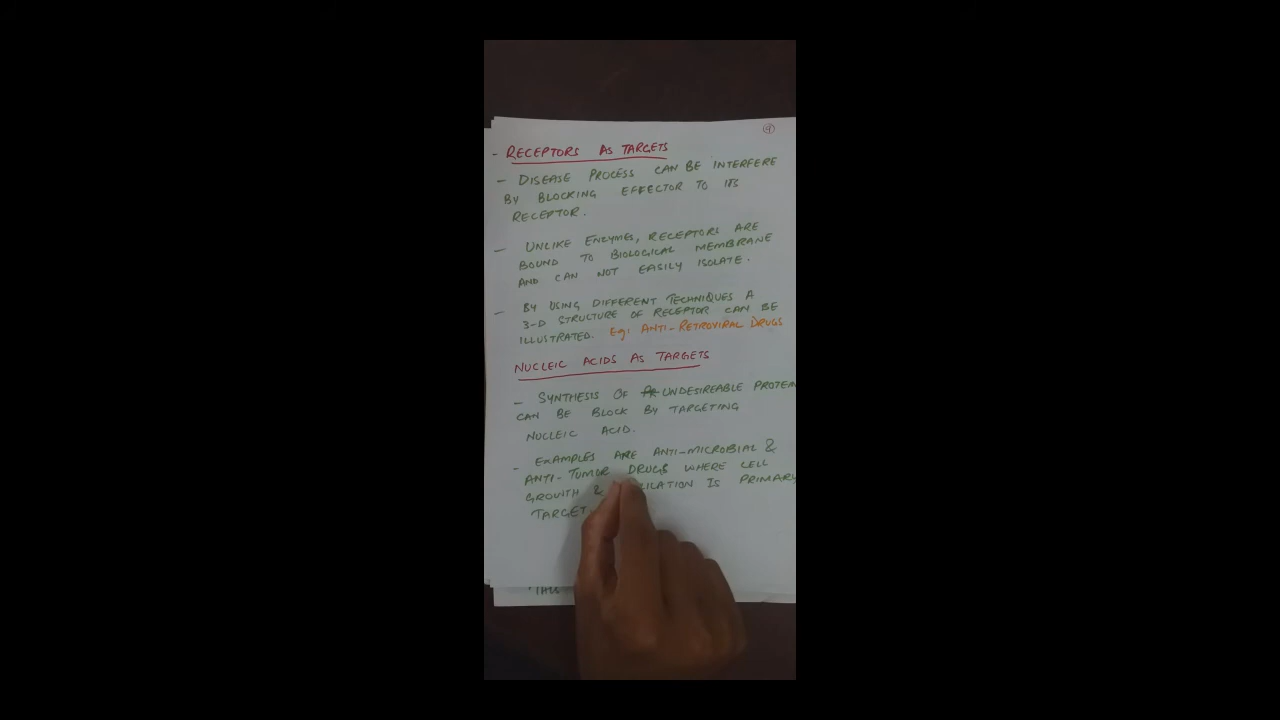 4
- RECEPTORS AS TARGETS
- DISEASE PROCESS CAN BE INTERFERE
BY BLOCKING EFFECTOR TO ITS
RECEPTOR.
- UNLIKE ENZYMES, RECEPTORS ARE
BOUND TO BIOLOGICAL MEMBRANE
AND CAN NOT EASILY ISOLATE.
- BY USING DIFFERENT TECHNIQUES A
3-D STRUCTURE OF RECEPTOR CAN BE
ILLUSTRATED. Eg: ANTI-RETROVIRAL DRUGS
NUCLEIC ACIDS AS TARGETS
- SYNTHESIS OF UNDESIREABLE PROTEIN
CAN BE BLOCK BY TARGETING
NUCLEIC ACID.
- EXAMPLES ARE ANTI-MICROBIAL &
ANTI-TUMOR DRUGS WHERE CELL
GROWTH & LICATION IS PRIMARY
TARGET.